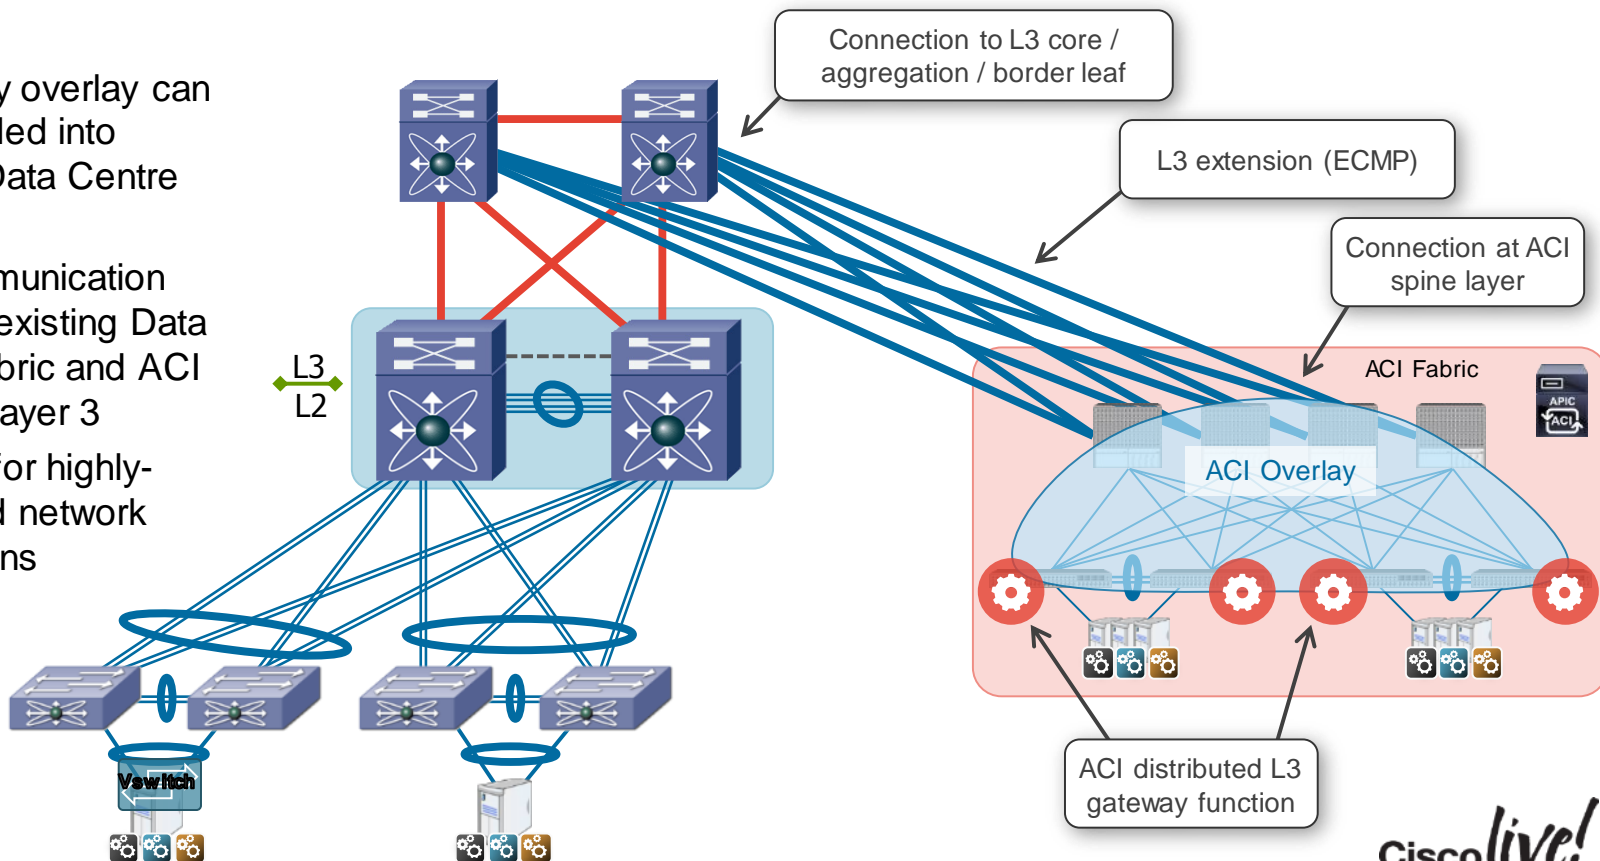 y overlay can
led into
Data Centre
munication
existing Data
bric and ACI
ayer 3
for highly-
d network
ns
Connection to L3 core /
aggregation / border leaf
L3 extension (ECMP)
Connection at ACI
spine layer
L3
L2
ACI Fabric
APIC
ACI
ACI Overlay
Vswitch
ACI distributed L3
gateway function
Cisco live!